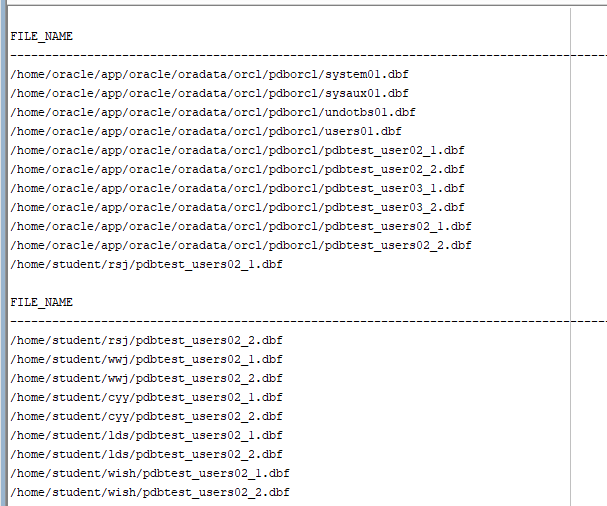 FILE_NAME
--------------------------------------------------------------------------------
/home/oracle/app/oracle/oradata/orcl/pdborcl/system01.dbf
/home/oracle/app/oracle/oradata/orcl/pdborcl/sysaux01.dbf
/home/oracle/app/oracle/oradata/orcl/pdborcl/undotbs01.dbf
/home/oracle/app/oracle/oradata/orcl/pdborcl/users01.dbf
/home/oracle/app/oracle/oradata/orcl/pdborcl/pdbtest_user02_1.dbf
/home/oracle/app/oracle/oradata/orcl/pdborcl/pdbtest_user02_2.dbf
/home/oracle/app/oracle/oradata/orcl/pdborcl/pdbtest_user03_1.dbf
/home/oracle/app/oracle/oradata/orcl/pdborcl/pdbtest_user03_2.dbf
/home/oracle/app/oracle/oradata/orcl/pdborcl/pdbtest_users02_1.dbf
/home/oracle/app/oracle/oradata/orcl/pdborcl/pdbtest_users02_2.dbf
/home/student/rsj/pdbtest_users02_1.dbf
FILE_NAME
--------------------------------------------------------------------------------
/home/student/rsj/pdbtest_users02_2.dbf
/home/student/wwj/pdbtest_users02_1.dbf
/home/student/wwj/pdbtest_users02_2.dbf
/home/student/cyy/pdbtest_users02_1.dbf
/home/student/cyy/pdbtest_users02_2.dbf
/home/student/lds/pdbtest_users02_1.dbf
/home/student/lds/pdbtest_users02_2.dbf
/home/student/wish/pdbtest_users02_1.dbf
/home/student/wish/pdbtest_users02_2.dbf